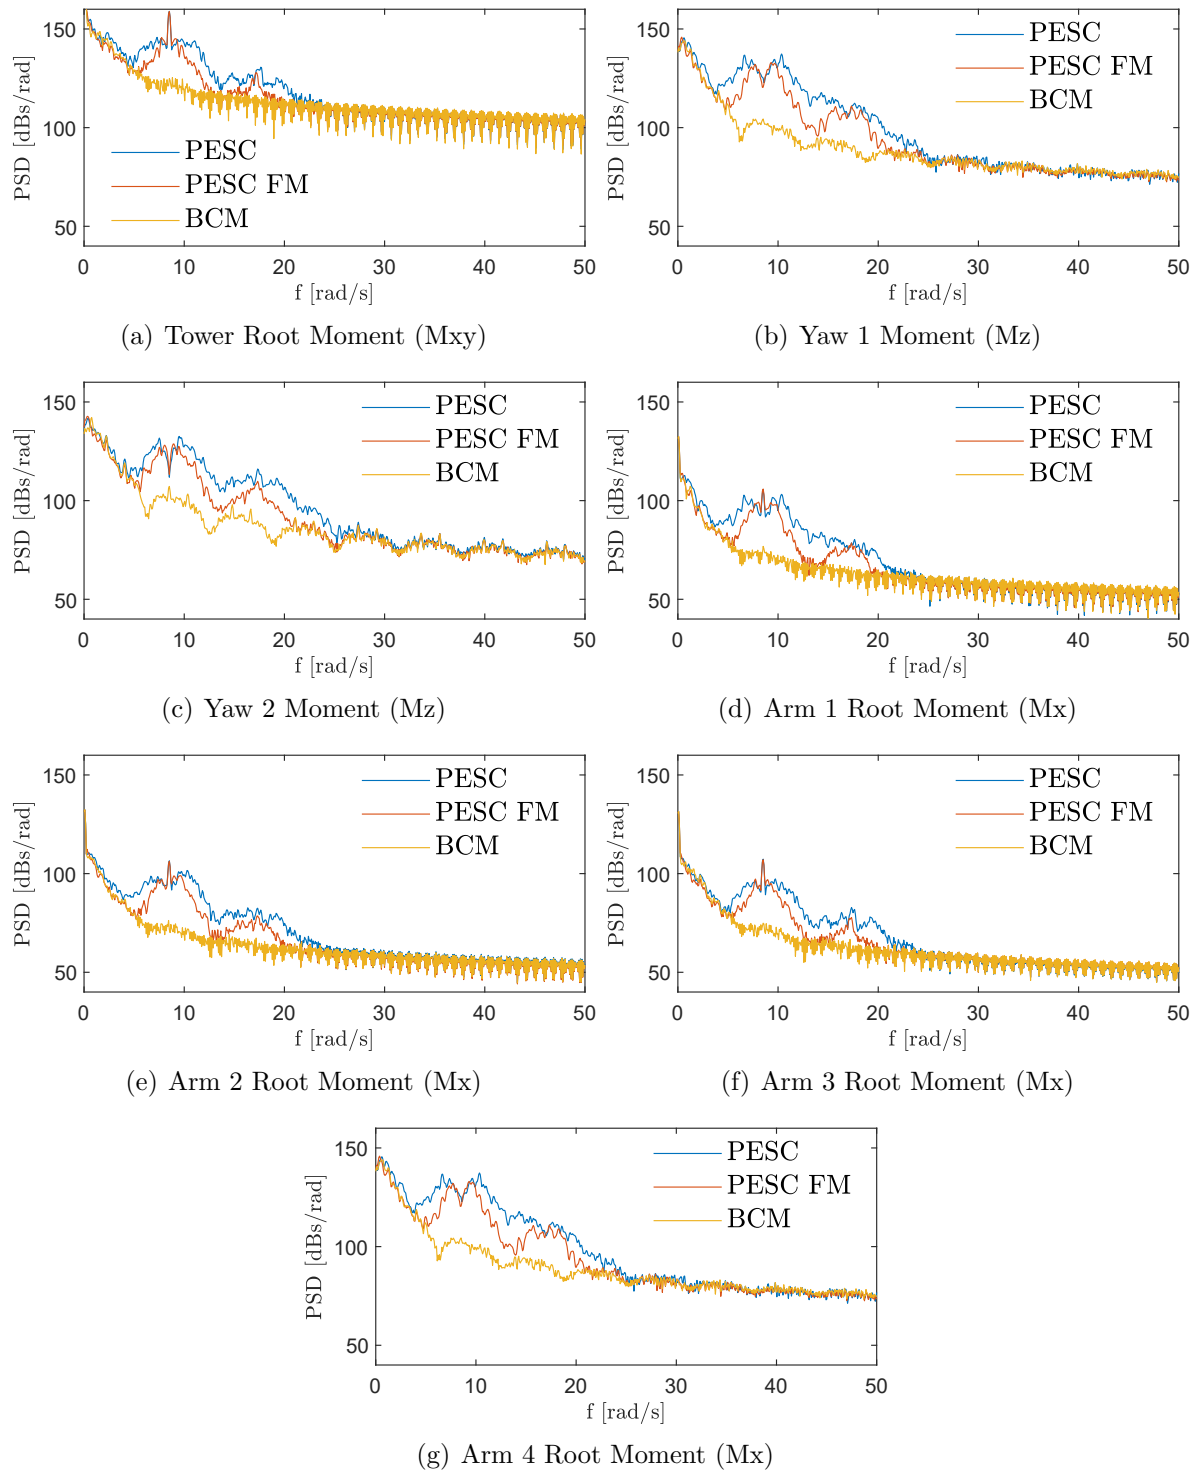 150
100
50
PSD [dBs/rad]
PESC
PESC FM
BCM
0 10 20 30 40 50
f [rad/s]
(a) Tower Root Moment (Mxy)
150
100
50
PSD [dBs/rad]
PESC
PESC FM
BCM
0 10 20 30 40 50
f [rad/s]
(b) Yaw 1 Moment (Mz)
150
100
50
PSD [dBs/rad]
PESC
PESC FM
BCM
0 10 20 30 40 50
f [rad/s]
(c) Yaw 2 Moment (Mz)
150
100
50
PSD [dBs/rad]
PESC
PESC FM
BCM
0 10 20 30 40 50
f [rad/s]
(d) Arm 1 Root Moment (Mx)
150
100
50
PSD [dBs/rad]
PESC
PESC FM
BCM
0 10 20 30 40 50
f [rad/s]
(e) Arm 2 Root Moment (Mx)
150
100
50
PSD [dBs/rad]
PESC
PESC FM
BCM
0 10 20 30 40 50
f [rad/s]
(f) Arm 3 Root Moment (Mx)
150
100
50
PSD [dBs/rad]
PESC
PESC FM
BCM
0 10 20 30 40 50
f [rad/s]
(g) Arm 4 Root Moment (Mx)